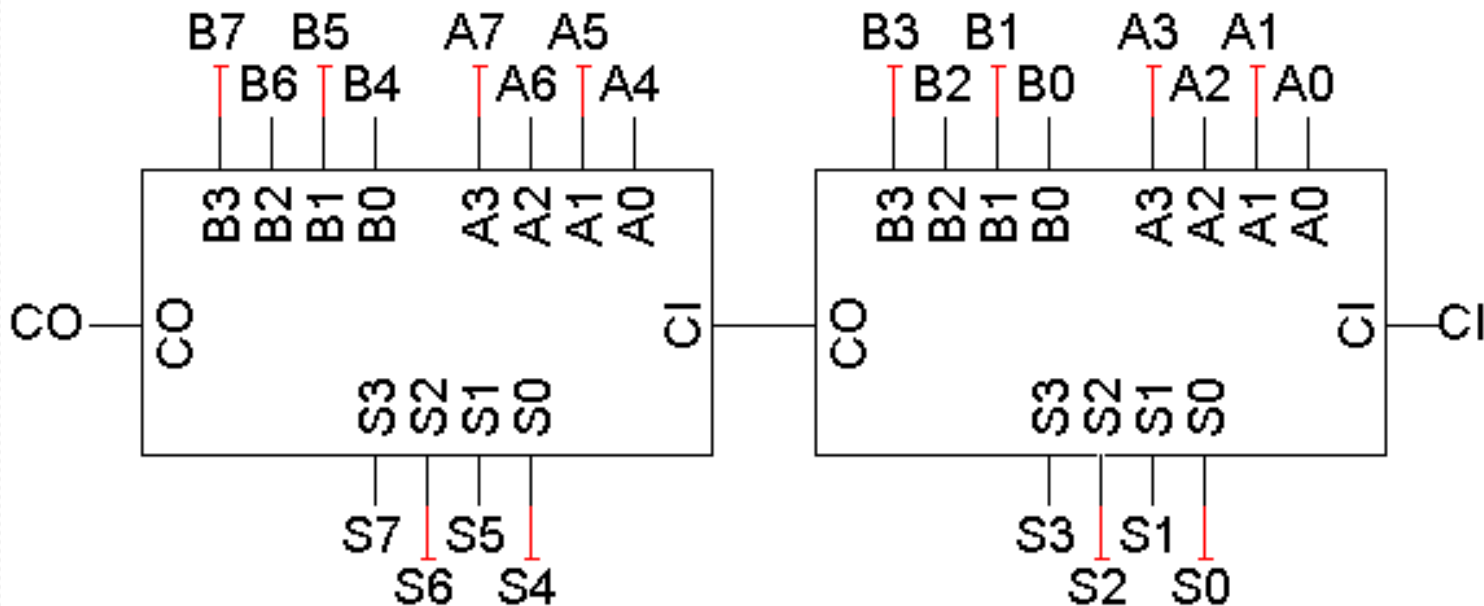 B7 B5 A7 A5 B3 B1 A3 A1
B6 B4 A6 A4 B2 B0 A2 A0
B3 B2 B1 B0 A3 A2 A1 A0 B3 B2 B1 B0 A3 A2 A1 A0
CO CO CI CO CI CI
S3 S2 S1 S0 S3 S2 S1 S0
S7 S5 S3 S1
S6 S4 S2 S0